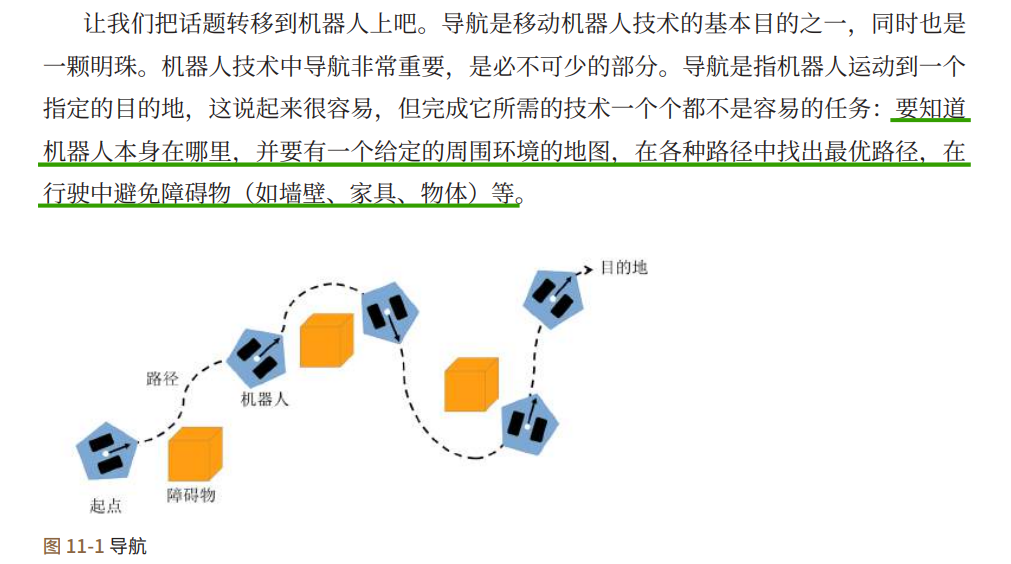 让我们把话题转移到机器人上吧。导航是移动机器人技术的基本目的之一，同时也是
一颗明珠。机器人技术中导航非常重要，是必不可少的部分。导航是指机器人运动到一个
指定的目的地，这说起来很容易，但完成它所需的技术一个个都不是容易的任务：要知道
机器人本身在哪里，并要有一个给定的周围环境的地图，在各种路径中找出最优路径，在
行驶中避免障碍物（如墙壁、家具、物体）等。
目的地
路径
机器人
障碍物
起点
图 11-1 导航